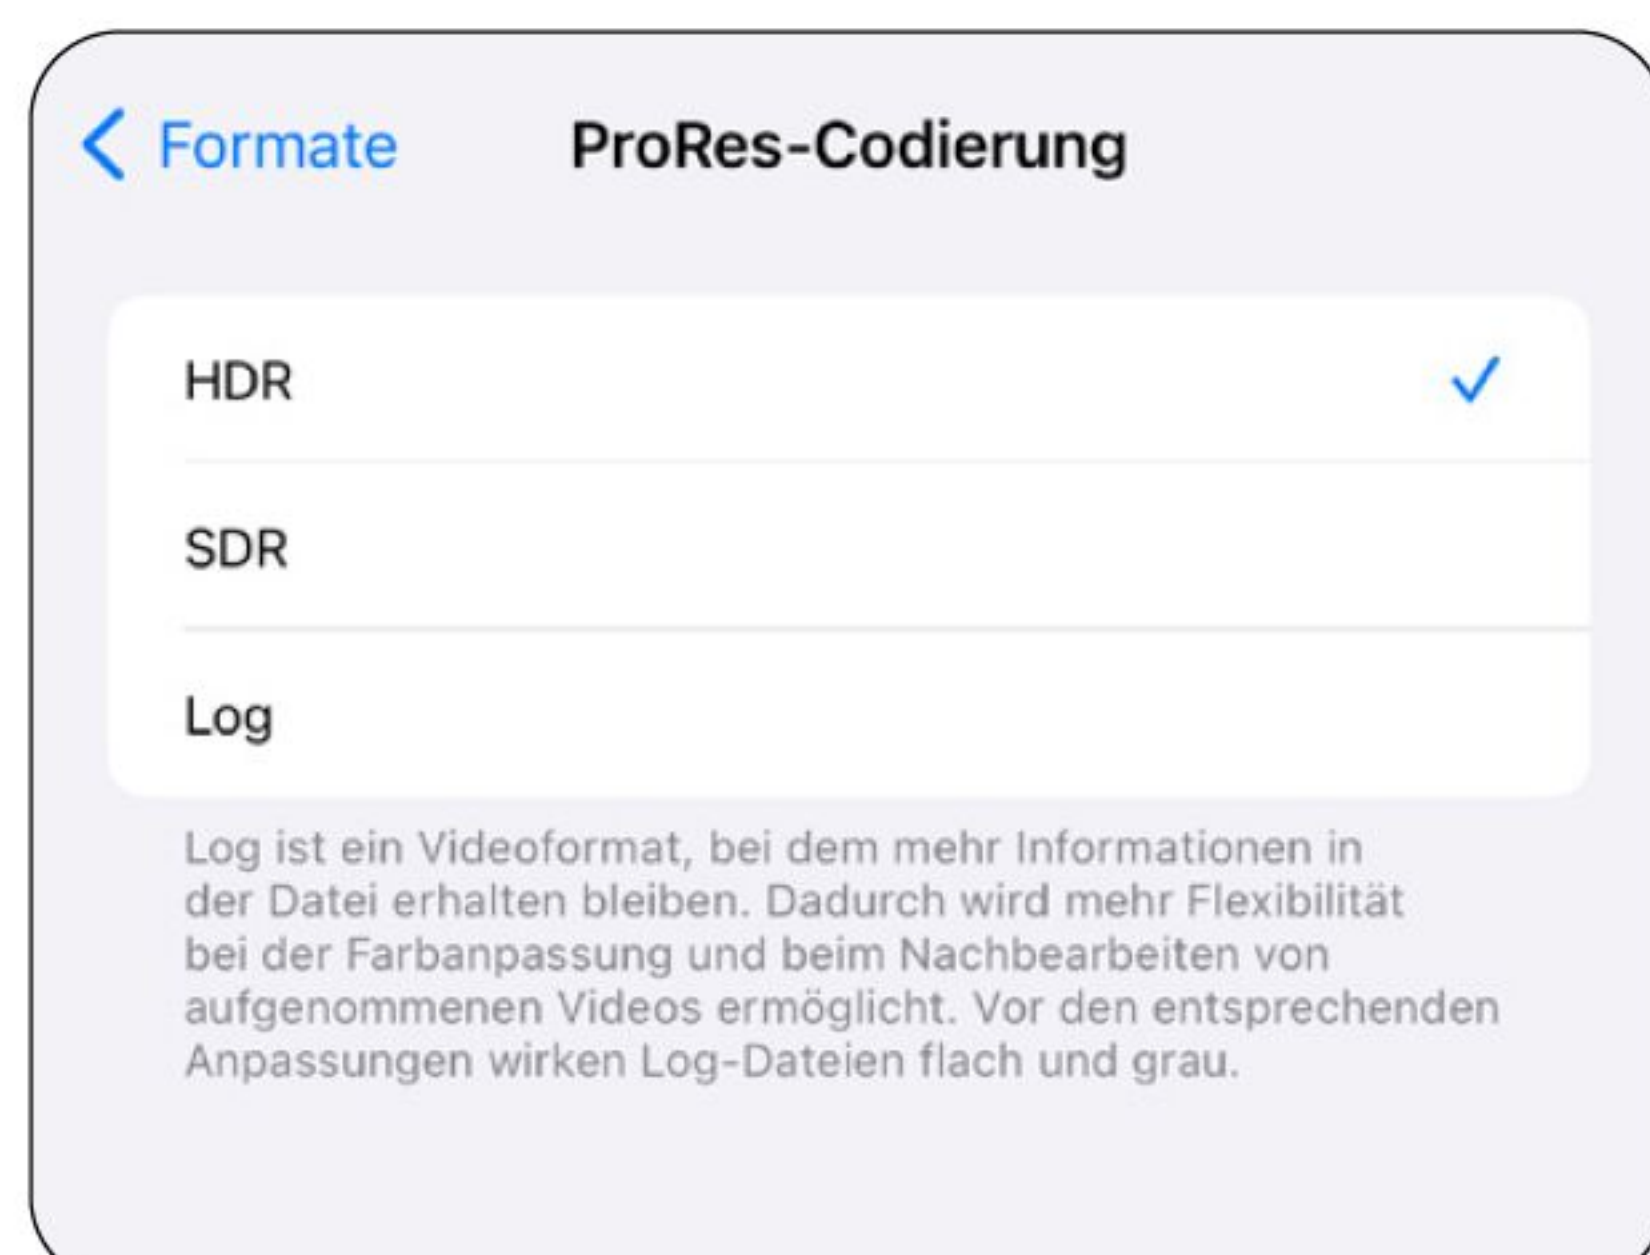 Formate
ProRes-Codierung
HDR
SDR
Log
Log ist ein Videoformat, bei dem mehr Informationen in
der Datei erhalten bleiben. Dadurch wird mehr Flexibilität
bei der Farbanpassung und beim Nachbearbeiten von
aufgenommenen Videos ermöglicht. Vor den entsprechenden
Anpassungen wirken Log-Dateien flach und grau.